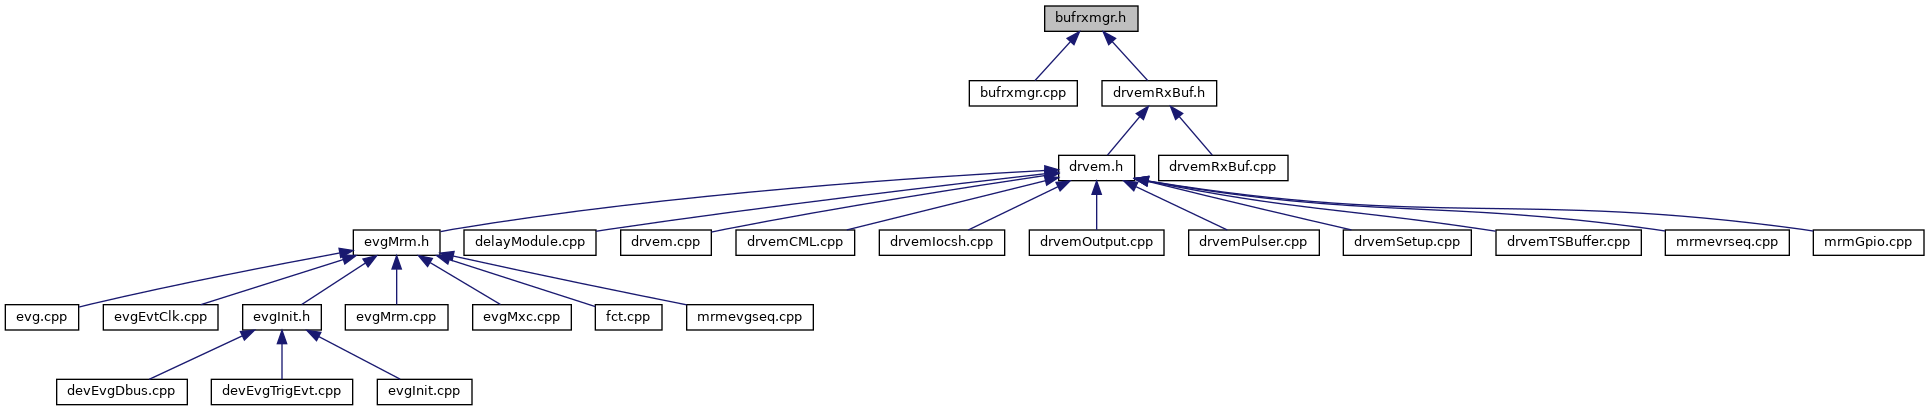 bufrxmgr.h
bufrxmgr.cpp
drvemRxBuf.h
drvem.h
drvemRxBuf.cpp
evgMrm.h
delayModule.cpp
drvem.cpp
drvemCML.cpp
drvemIocsh.cpp
drvemOutput.cpp
drvemPulser.cpp
drvemSetup.cpp
drvemTSBuffer.cpp
mrmevrseq.cpp
mrmGpio.cpp
evg.cpp
evgEvtClk.cpp
evgInit.h
evgMrm.cpp
evgMxc.cpp
fct.cpp
mrmevgseq.cpp
devEvgDbus.cpp
devEvgTrigEvt.cpp
evgInit.cpp